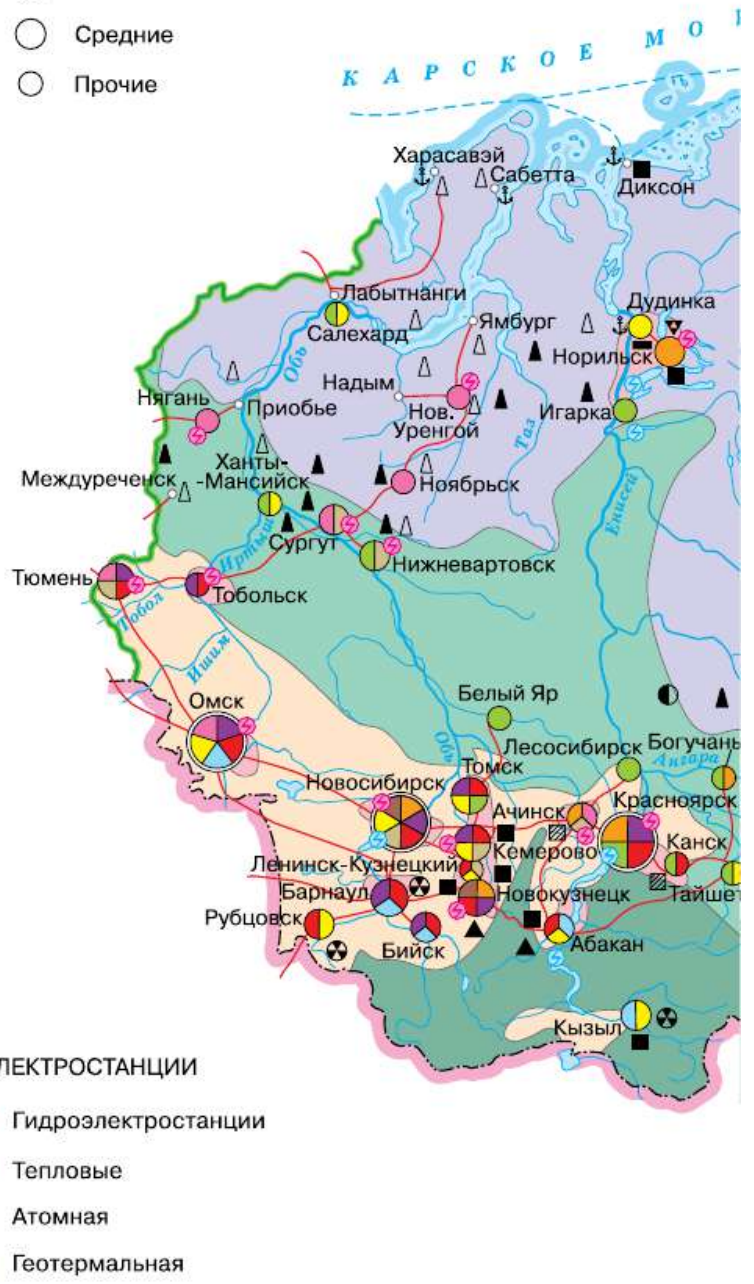 Средние
Прочие
КАРСКОЕ МО
Харасавэй
Сабетта
Диксон
Лабытнанги
Салехард
Ямбург
Дудинка
Норильск
Обь
Надым
Нягань
Приобье
Нов.
Уренгой
Таз
Игарка
Ханты-
-Мансийск
Междуреченск
Ноябрьск
Енисей
Сургут
Иртыш
Нижневартовск
Тюмень
Тобольск
Тобол
Ишим
Белый Яр
Омск
Обь
Лесосибирск
Богучаны
Ангара
Новосибирск
Томск
Ачинск
Красноярск
Канск
Ленинск-Кузнецкий
Кемерово
Барнаул
Новокузнецк
Тайшет
Рубцовск
Бийск
Абакан
Кызыл
ЛЕКТРОСТАНЦИИ
Гидроэлектростанции
Тепловые
Атомная
Геотермальная